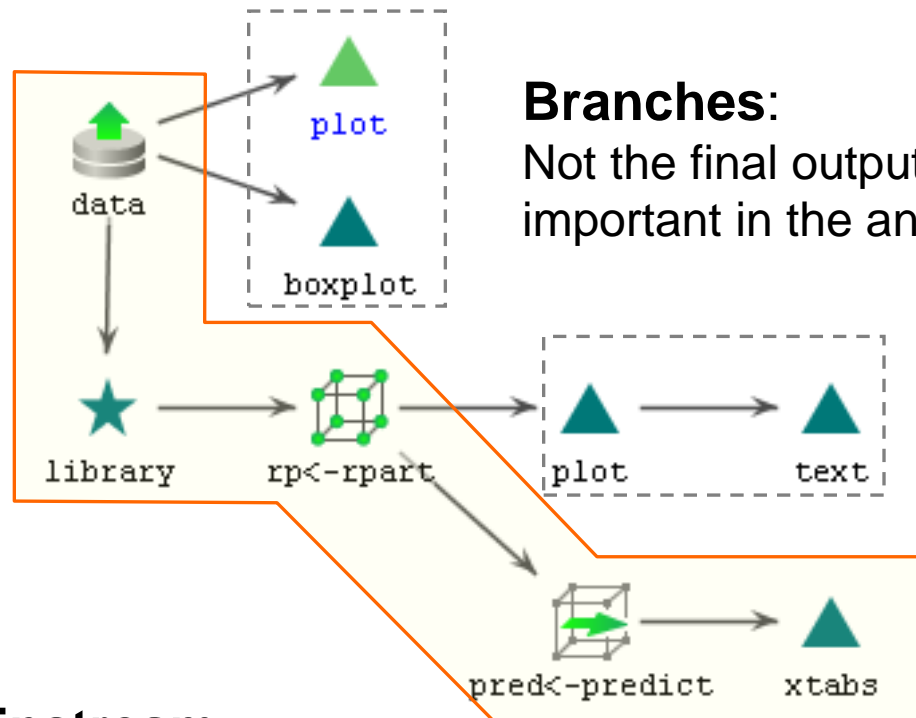 plot
Branches:
Not the final output
important in the an
data
boxplot
library
rp<-rpart
plot
text
pred<-predict
xtabs